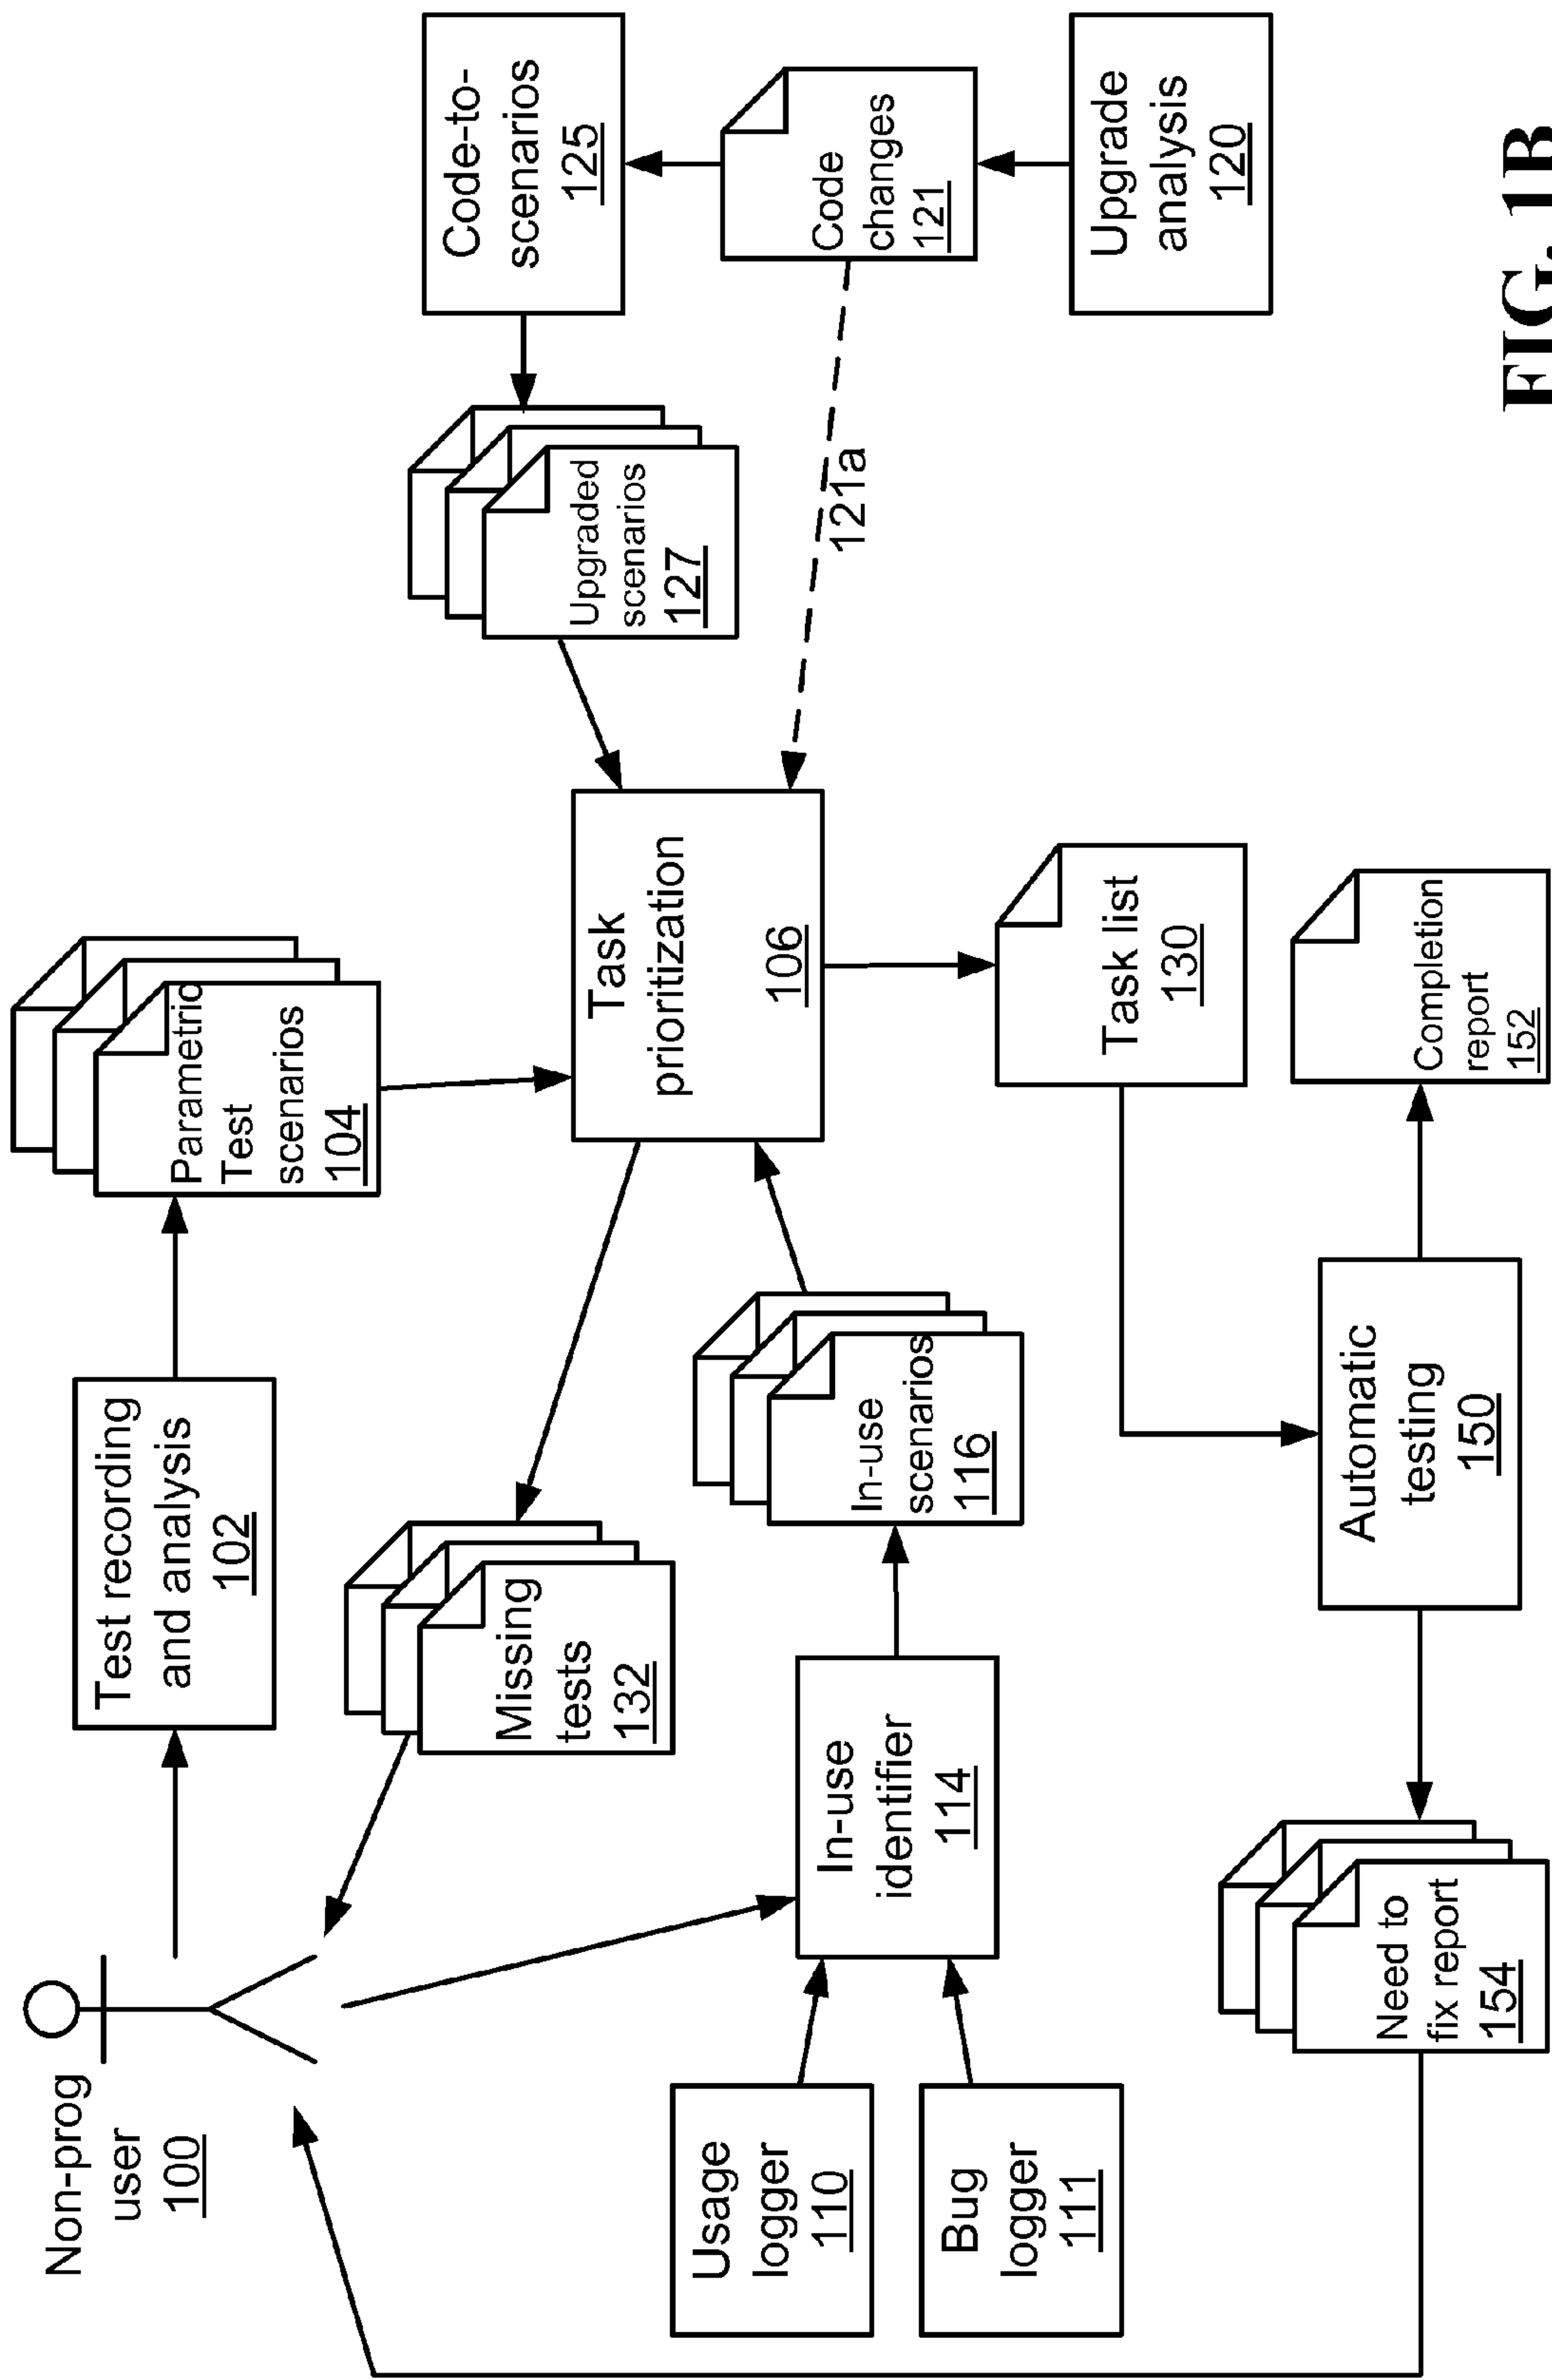 Non-prog
user
100
Test recording
and analysis
102
Parametric
Test
scenarios
104
Code-to-
scenarios
125
Upgraded
scenarios
127
Missing
tests
132
Task
prioritization
106
Code
changes
121
121a
Usage
logger
110
Bug
logger
111
In-use
identifier
114
In-use
scenarios
116
Task list
130
Upgrade
analysis
120
Need to
fix report
154
Automatic
testing
150
Completion
report
152
FIG. 1B